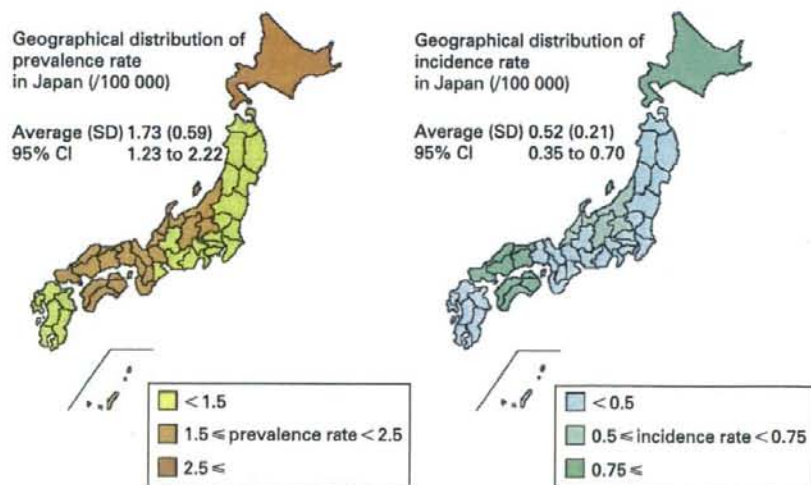 Geographical distribution of
prevalence rate
in Japan (/100 000)
Average (SD) 1.73 (0.59)
95% CI 1.23 to 2.22
< 1.5
1.5 ⩽ prevalence rate < 2.5
2.5 ⩽
Geographical distribution of
incidence rate
in Japan (/100 000)
Average (SD) 0.52 (0.21)
95% CI 0.35 to 0.70
< 0.5
0.5 ⩽ incidence rate < 0.75
0.75 ⩽